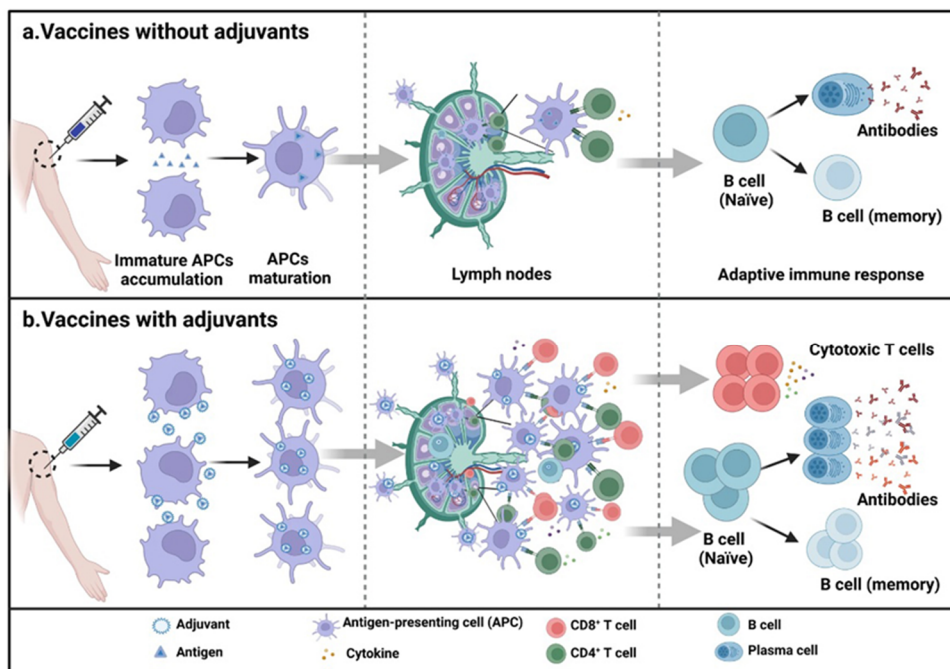 a.Vaccines without adjuvants
Immature APCs
accumulation
APCs
maturation
Lymph nodes
B cell
(Naïve)
Antibodies
B cell (memory)
Adaptive immune response
b.Vaccines with adjuvants
Cytotoxic T cells
Antibodies
B cell
(Naïve)
B cell (memory)
Adjuvant
Antigen-presenting cell (APC)
CD8⁺ T cell
B cell
Antigen
Cytokine
CD4⁺ T cell
Plasma cell